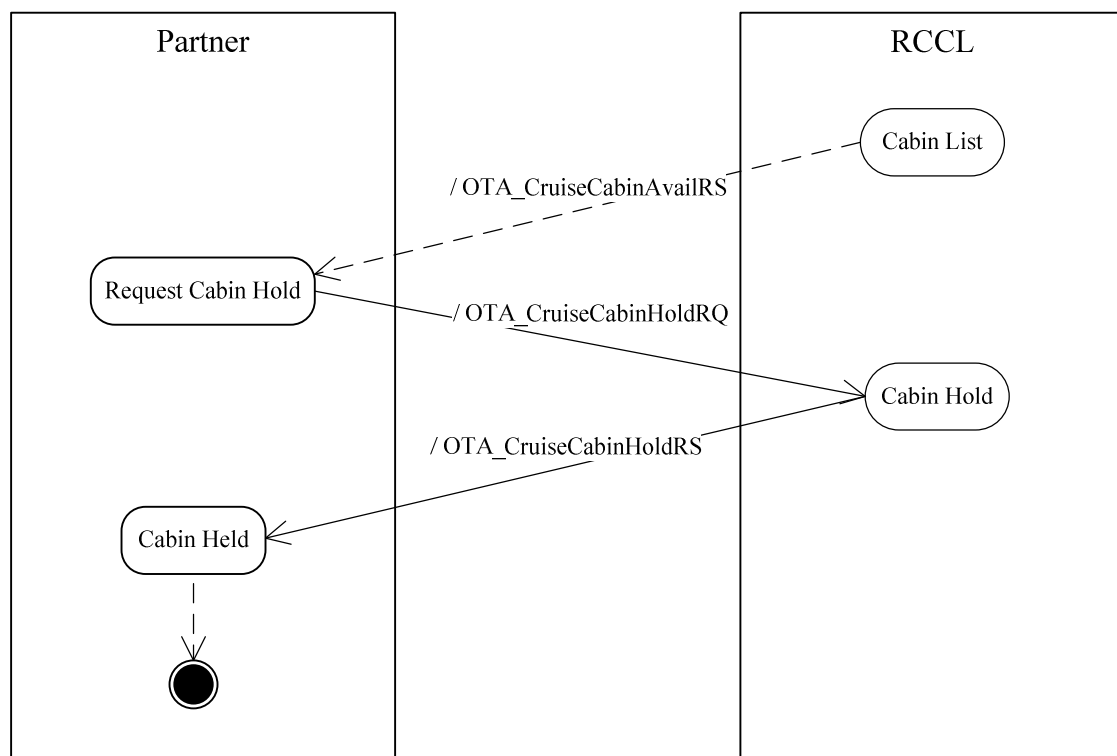 Partner
RCCL
Cabin List
/ OTA_CruiseCabinAvailRS
Request Cabin Hold
/ OTA_CruiseCabinHoldRQ
Cabin Hold
/ OTA_CruiseCabinHoldRS
Cabin Held